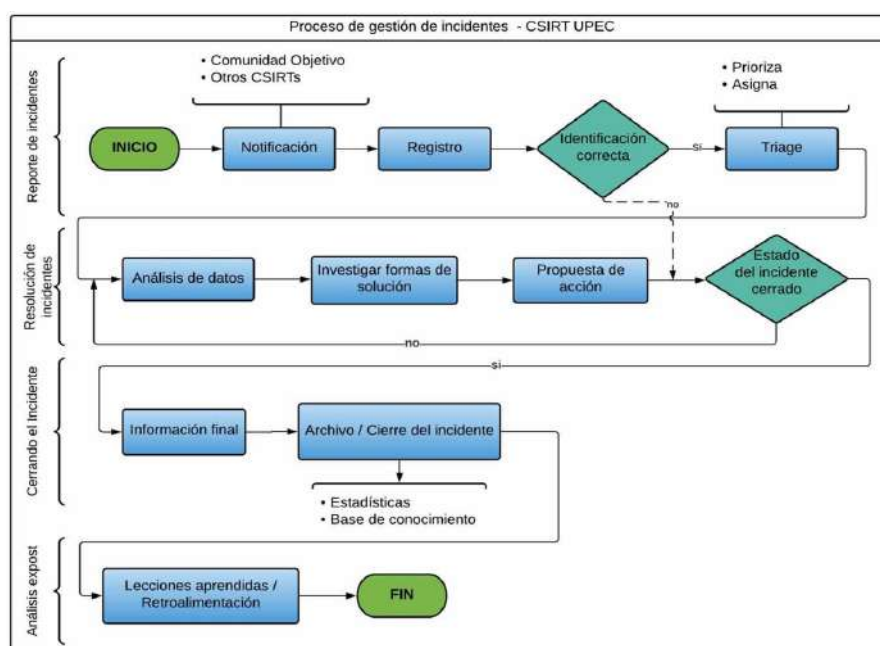 Proceso de gestión de incidentes - CSIRT UPEC
Reporte de incidentes
• Comunidad Objetivo
• Otros CSIRTs
• Prioriza
• Asigna
INICIO
Notificación
Registro
Identificación
correcta
si
Triage
no
Resolución de
incidentes
Análisis de datos
Investigar formas de
solución
Propuesta de
acción
Estado
del incidente
cerrado
no
si
Cerrando el Incidente
Información final
Archivo / Cierre del incidente
• Estadísticas
• Base de conocimiento
Análisis expost
Lecciones aprendidas /
Retroalimentación
FIN